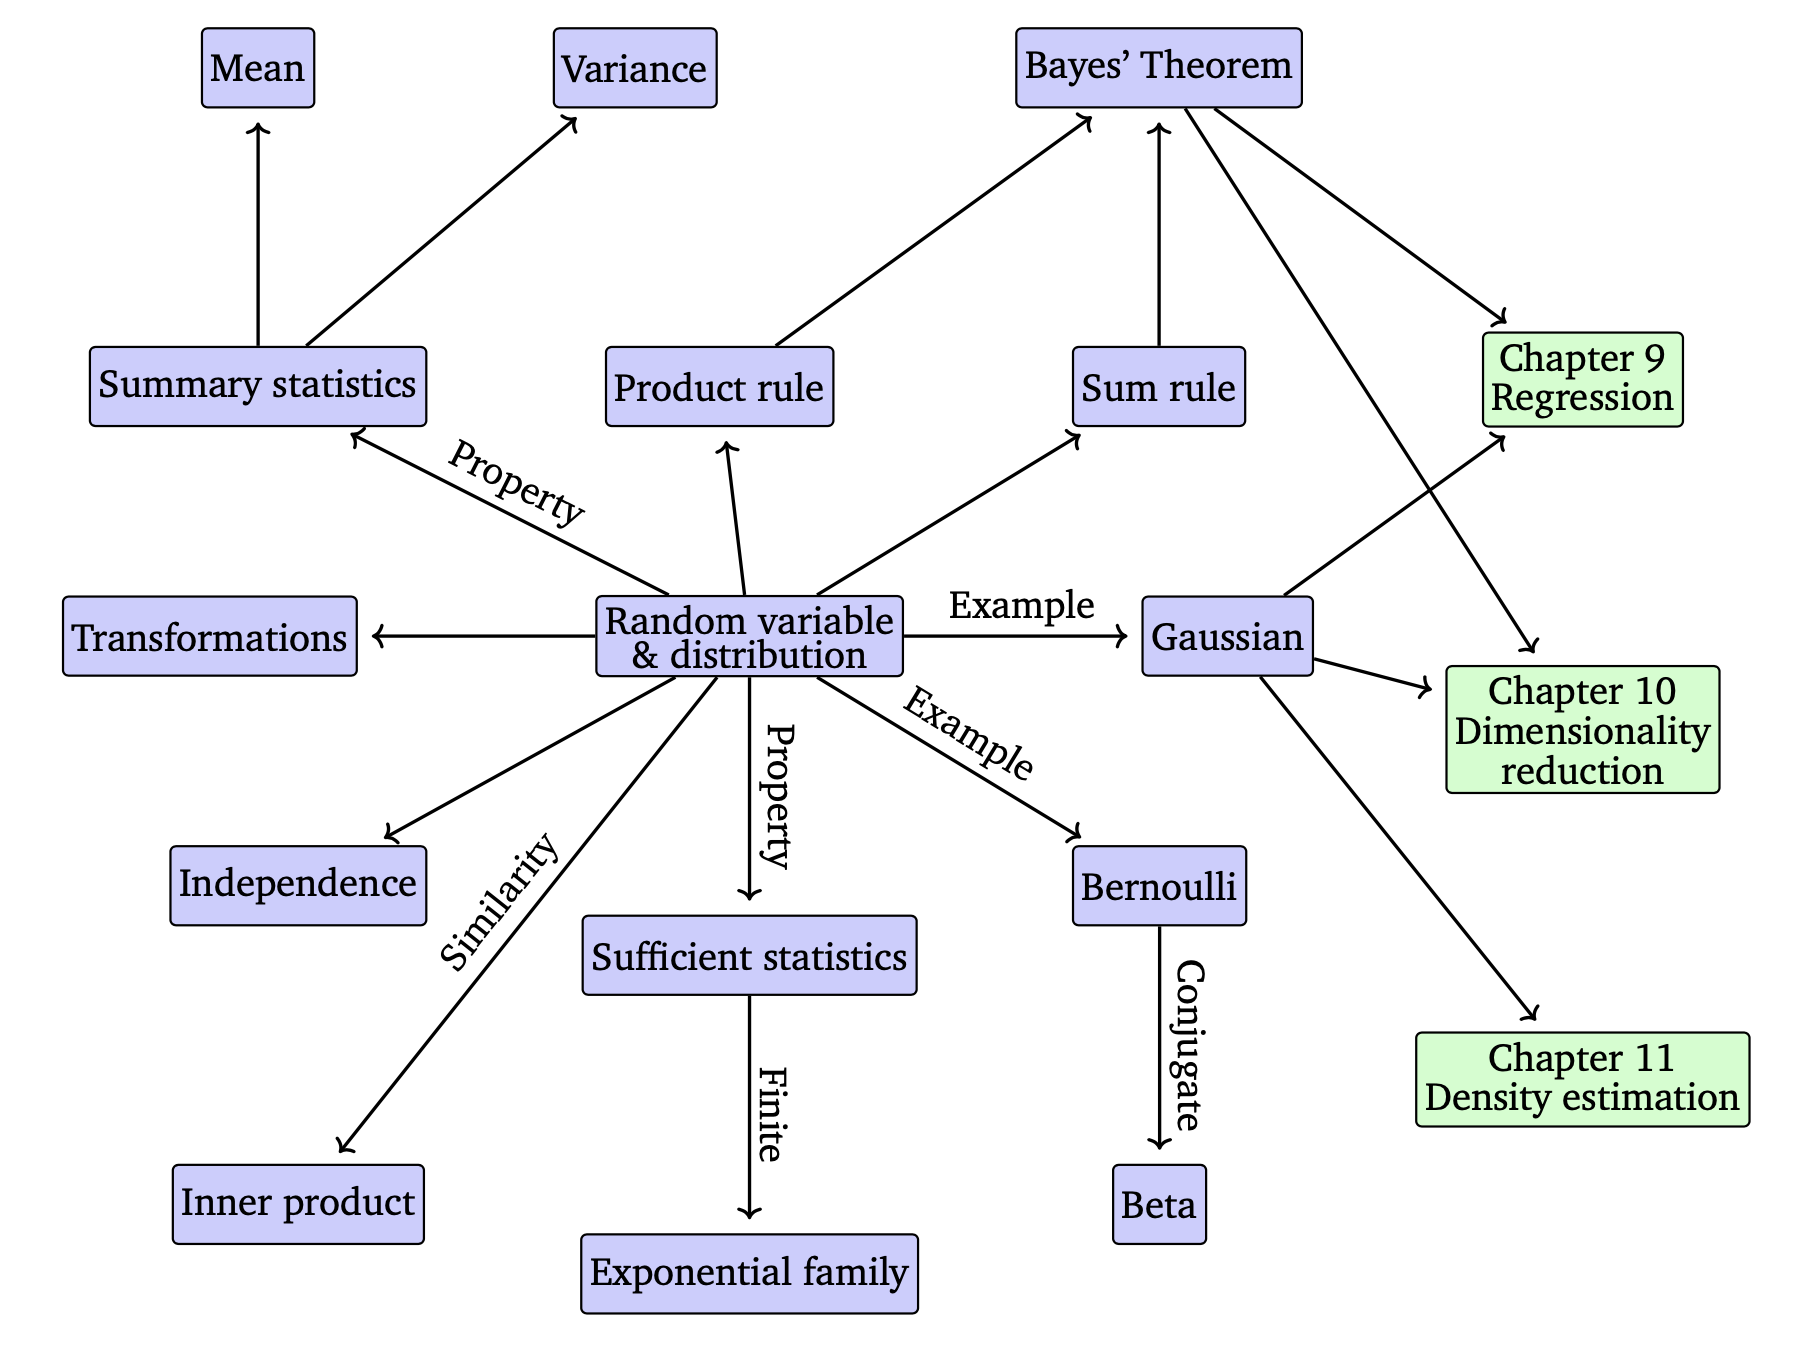 Mean
Variance
Bayes’ Theorem
Summary statistics
Product rule
Sum rule
Chapter 9
Regression
Property
Transformations
Random variable
& distribution
Example
Gaussian
Chapter 10
Dimensionality
reduction
Example
Property
Similarity
Independence
Bernoulli
Sufficient statistics
Conjugate
Finite
Chapter 11
Density estimation
Inner product
Beta
Exponential family